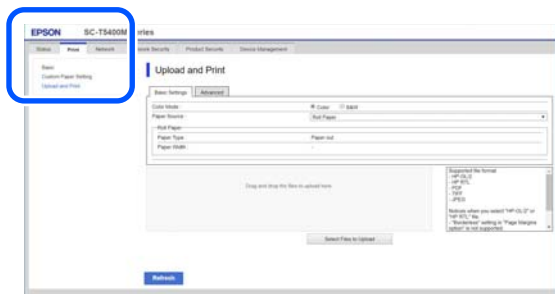 EPSON SC-T5400M Series
Status Print Network Network Security Product Security Device Management
Basic
Custom Paper Setting
Upload and Print
Upload and Print
Basic Settings Advanced
Color Mode : Color B&W
Paper Source : Roll Paper
Roll Paper
Paper Type : Paper out
Paper Width : -
Drag and drop the files to upload here.
Supported file format
- HP-GL/2
- HP RTL
- PDF
- TIFF
- JPEG
Notices when you select "HP-GL/2" or
"HP RTL" file.
- "Borderless" setting in "Page Margins
option" is not supported.
Select Files to Upload
Refresh